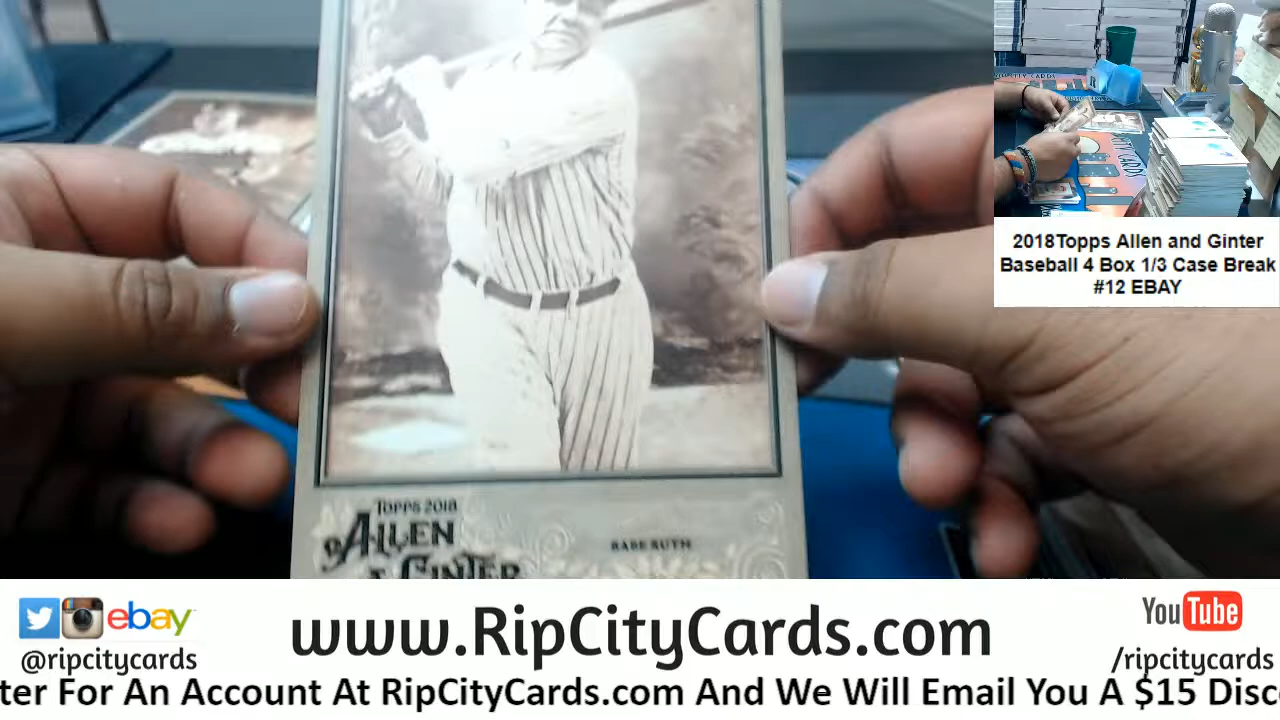 TOPPS 2018
ALLEN
& GINTER
BABE RUTH
2018Topps Allen and Ginter
Baseball 4 Box 1/3 Case Break
#12 EBAY
ebay
@ripcitycards
www.RipCityCards.com
YouTube
/ripcitycards
ter For An Account At RipCityCards.com And We Will Email You A $15 Disc